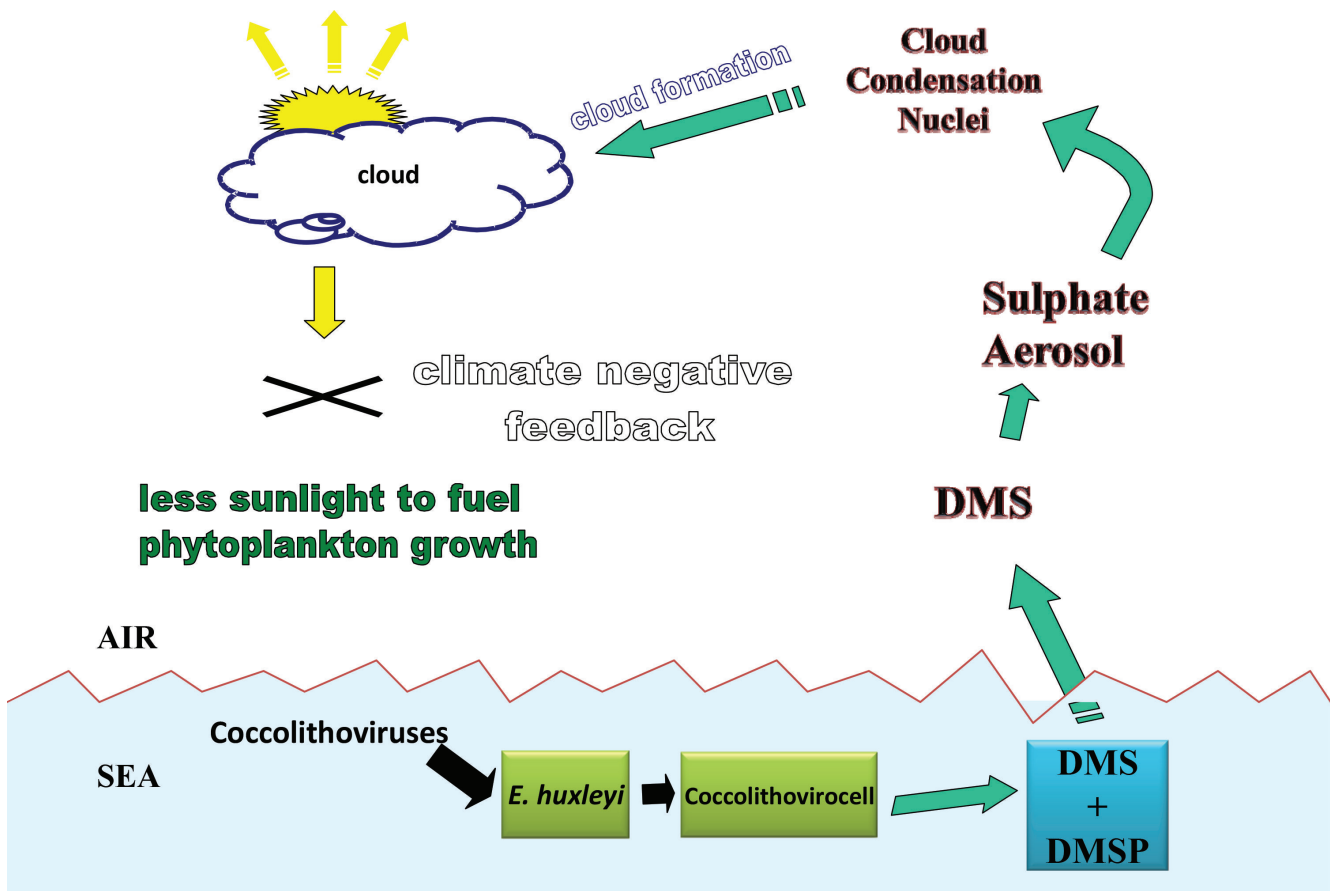 Cloud
Condensation
Nuclei
cloud formation
cloud
Sulphate
Aerosol
climate negative
feedback
less sunlight to fuel
phytoplankton growth
DMS
AIR
Coccolithoviruses
SEA
E. huxleyi
Coccolithovirocell
DMS
+
DMSP